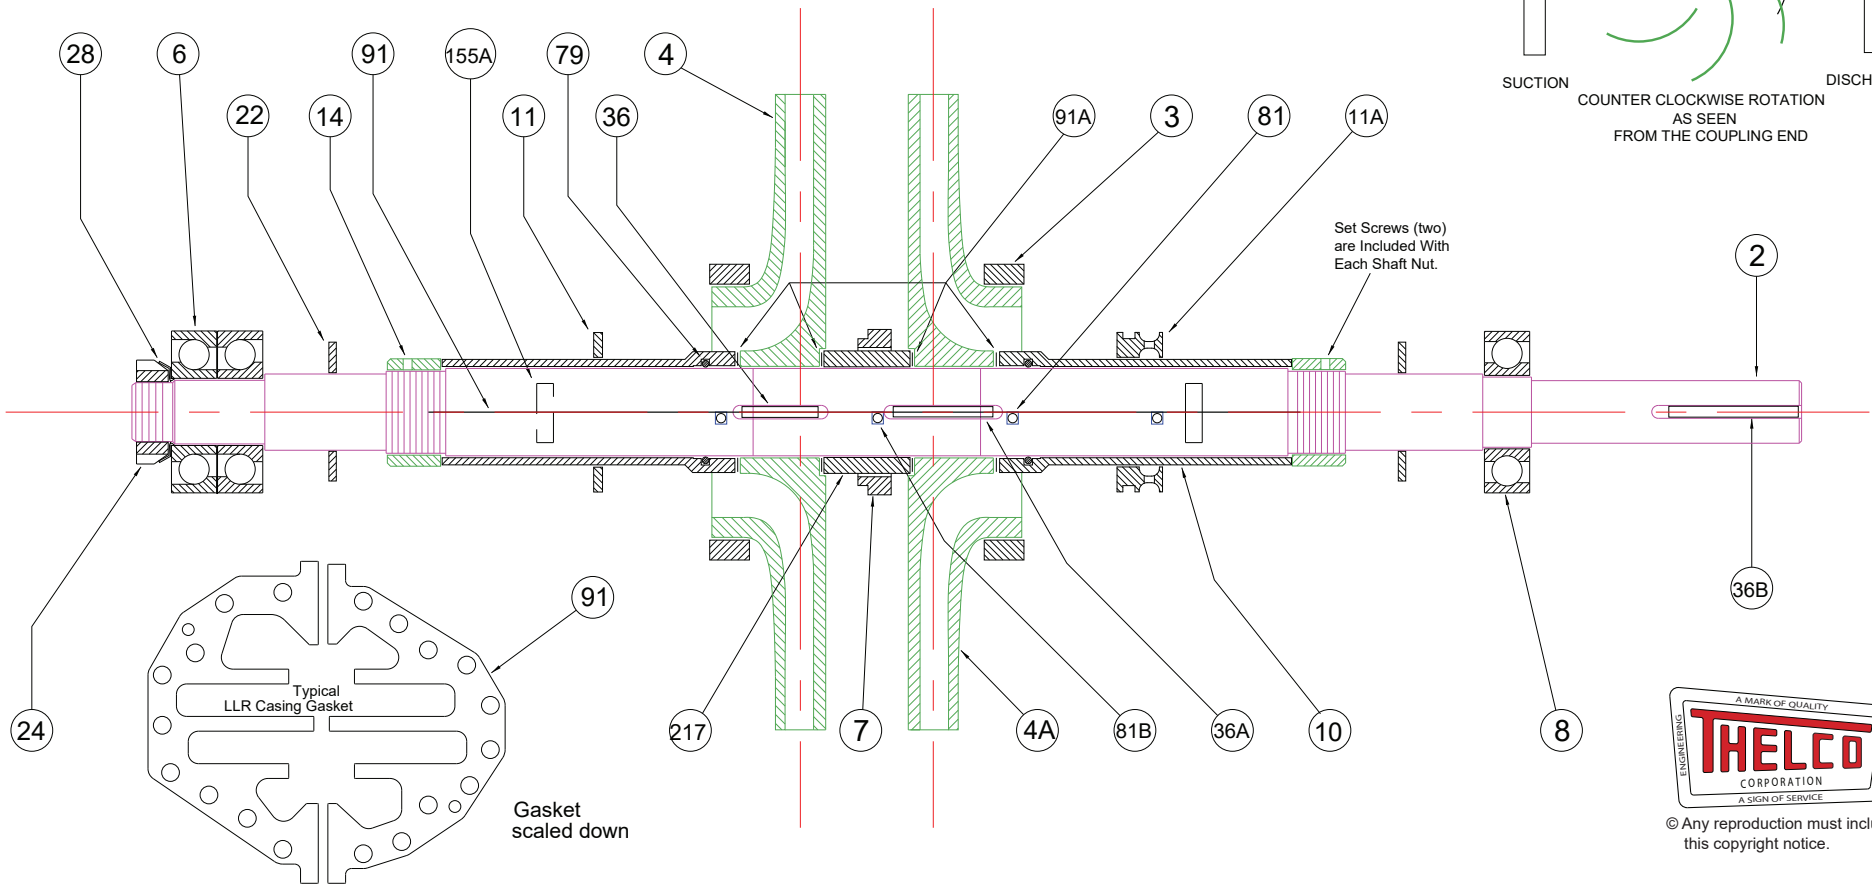 SUCTION
DISCH
COUNTER CLOCKWISE ROTATION
AS SEEN
FROM THE COUPLING END
28
6
91
155A
79
4
22
14
11
36
91A
3
81
11A
Set Screws (two)
are Included With
Each Shaft Nut.
2
91
36B
Typical
LLR Casing Gasket
24
217
7
4A
81B
36A
10
8
Gasket
scaled down
A MARK OF QUALITY
ENGINEERING
THELCO
CORPORATION
A SIGN OF SERVICE
© Any reproduction must inclu
this copyright notice.